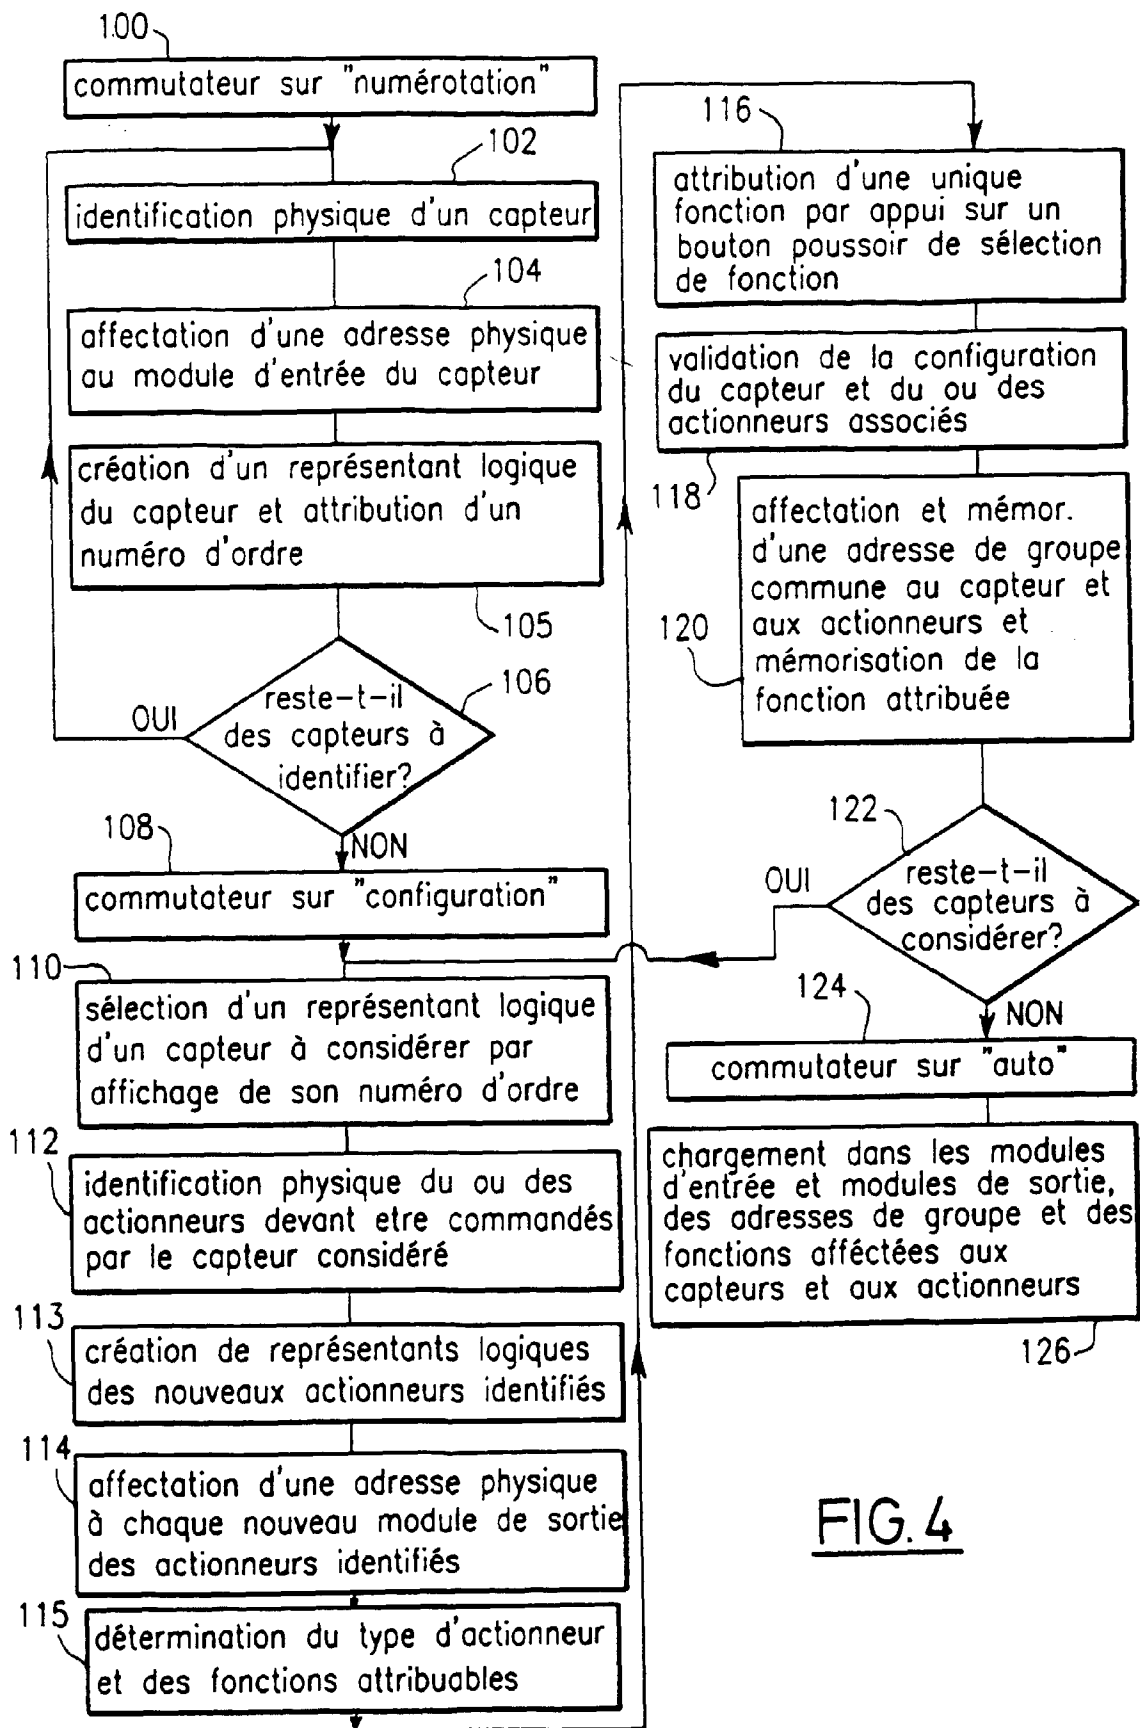 100
commutateur sur "numérotation"
102
identification physique d'un capteur
104
affectation d'une adresse physique
au module d'entrée du capteur
création d'un représentant logique
du capteur et attribution d'un
numéro d'ordre
105
106
reste-t-il
des capteurs à
identifier?
OUI
NON
108
commutateur sur "configuration"
110
sélection d'un représentant logique
d'un capteur à considérer par
affichage de son numéro d'ordre
112
identification physique du ou des
actionneurs devant etre commandés
par le capteur considéré
113
création de représentants logiques
des nouveaux actionneurs identifiés
114
affectation d'une adresse physique
à chaque nouveau module de sortie
des actionneurs identifiés
115
détermination du type d'actionneur
et des fonctions attribuables
116
attribution d'une unique
fonction par appui sur un
bouton poussoir de sélection
de fonction
validation de la configuration
du capteur et du ou des
actionneurs associés
118
affectation et mémor.
d'une adresse de groupe
commune au capteur et
aux actionneurs et
mémorisation de la
fonction attribuée
120
122
reste-t-il
des capteurs à
considérer?
OUI
NON
124
commutateur sur "auto"
chargement dans les modules
d'entrée et modules de sortie,
des adresses de groupe et des
fonctions afféctées aux
capteurs et aux actionneurs
126
FIG. 4